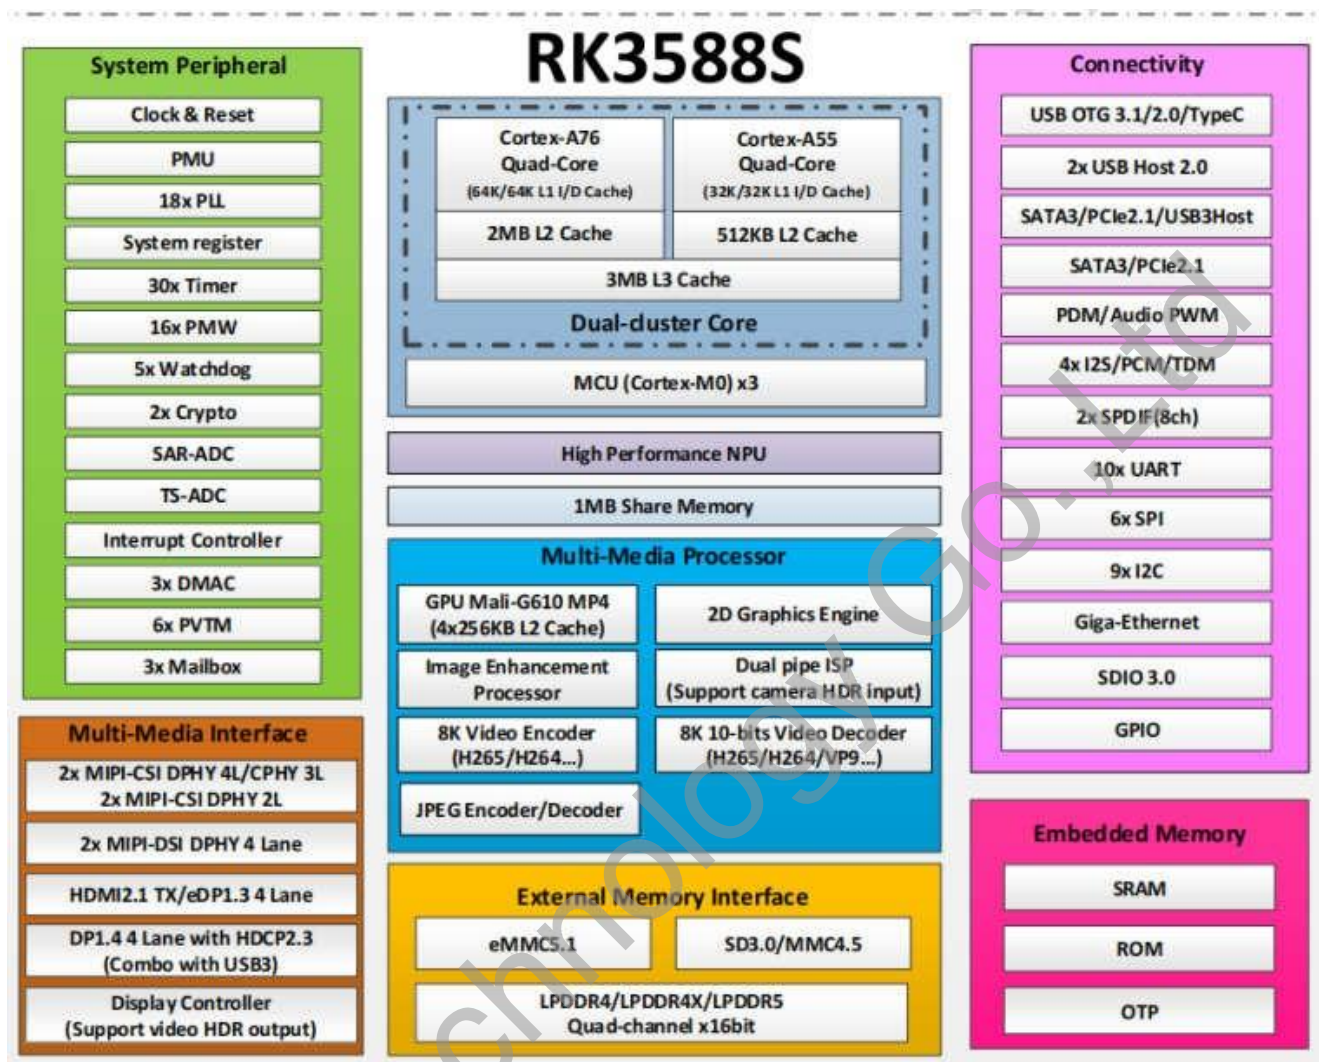 RK3588S
System Peripheral
Clock & Reset
PMU
18x PLL
System register
30x Timer
16x PMW
5x Watchdog
2x Crypto
SAR-ADC
TS-ADC
Interrupt Controller
3x DMAC
6x PVTM
3x Mailbox
Multi-Media Interface
2x MIPI-CSI DPHY 4L/CPHY 3L
2x MIPI-CSI DPHY 2L
2x MIPI-DSI DPHY 4 Lane
HDMI2.1 TX/eDP1.3 4 Lane
DP1.4 4 Lane with HDCP2.3
(Combo with USB3)
Display Controller
(Support video HDR output)
Cortex-A76
Quad-Core
(64K/64K L1 I/D Cache)
2MB L2 Cache
Cortex-A55
Quad-Core
(32K/32K L1 I/D Cache)
512KB L2 Cache
3MB L3 Cache
Dual-cluster Core
MCU (Cortex-M0) x3
High Performance NPU
1MB Share Memory
Multi-Media Processor
GPU Mali-G610 MP4
(4x256KB L2 Cache)
2D Graphics Engine
Image Enhancement
Processor
Dual pipe ISP
(Support camera HDR input)
8K Video Encoder
(H265/H264...)
8K 10-bits Video Decoder
(H265/H264/VP9...)
JPEG Encoder/Decoder
External Memory Interface
eMMC5.1
SD3.0/MMC4.5
LPDDR4/LPDDR4X/LPDDR5
Quad-channel x16bit
Connectivity
USB OTG 3.1/2.0/TypeC
2x USB Host 2.0
SATA3/PCIe2.1/USB3Host
SATA3/PCIe2.1
PDM/Audio PWM
4x I2S/PCM/TDM
2x SPDIF(8ch)
10x UART
6x SPI
9x I2C
Giga-Ethernet
SDIO 3.0
GPIO
Embedded Memory
SRAM
ROM
OTP
chnology Go.,Ltd